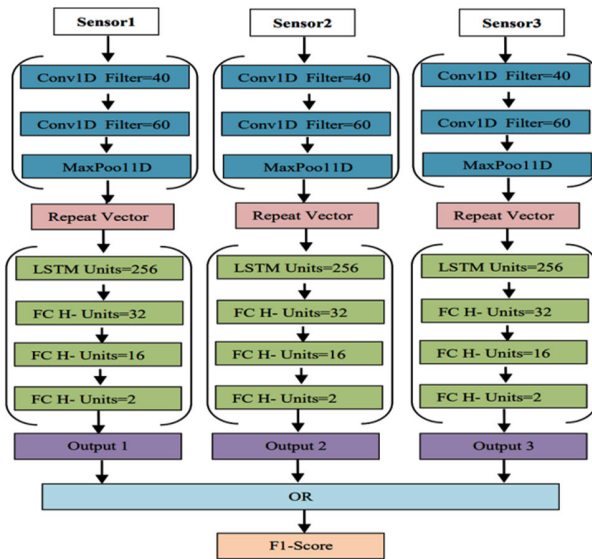 Sensor1
Sensor2
Sensor3
Conv1D Filter=40
Conv1D Filter=40
Conv1D Filter=40
Conv1D Filter=60
Conv1D Filter=60
Conv1D Filter=60
MaxPoo11D
MaxPoo11D
MaxPoo11D
Repeat Vector
Repeat Vector
Repeat Vector
LSTM Units=256
LSTM Units=256
LSTM Units=256
FC H- Units=32
FC H- Units=32
FC H- Units=32
FC H- Units=16
FC H- Units=16
FC H- Units=16
FC H- Units=2
FC H- Units=2
FC H- Units=2
Output 1
Output 2
Output 3
OR
F1-Score